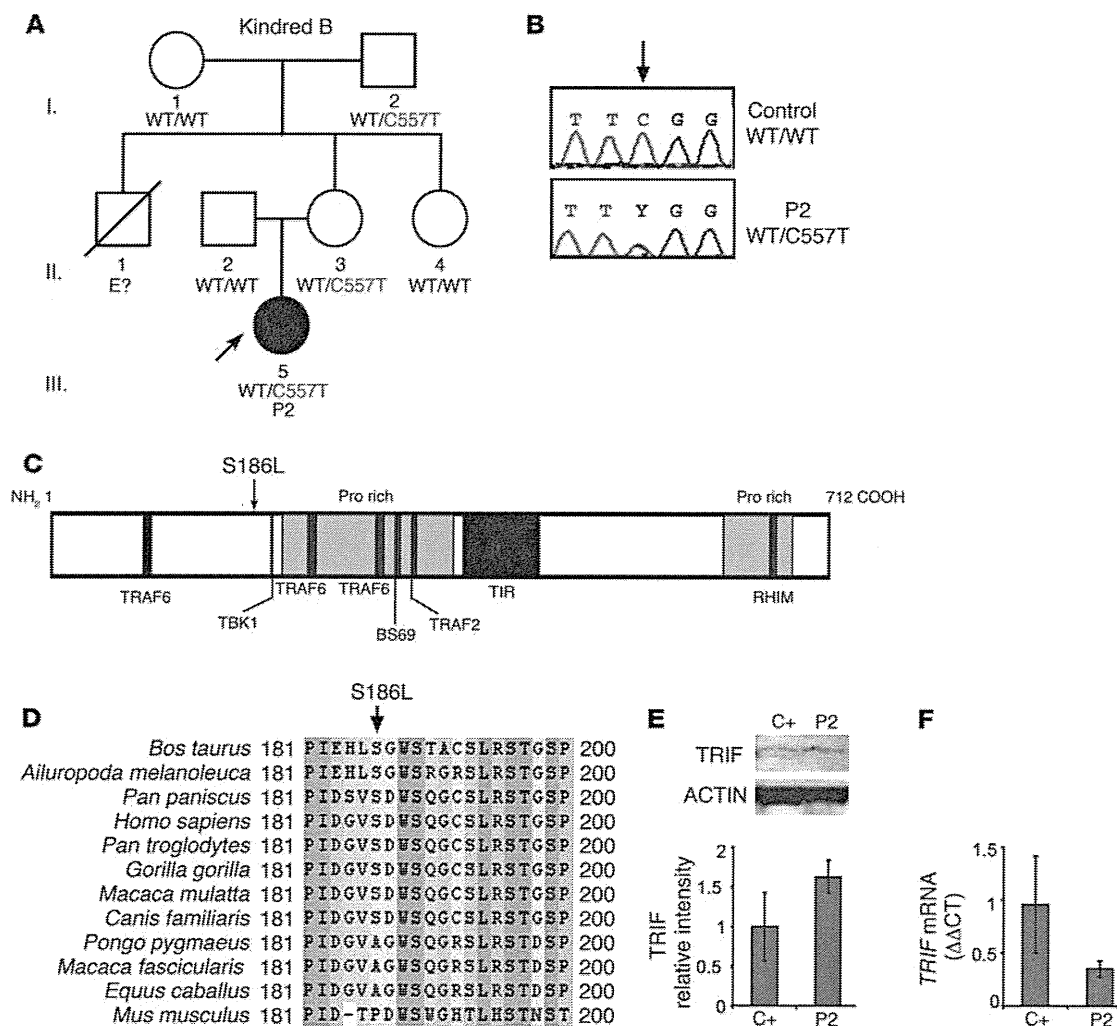 A
Kindred B
I.
1
WT/WT
2
WT/C557T
II.
1
E?
2
WT/WT
3
WT/C557T
4
WT/WT
III.
5
WT/C557T
P2
B
T T C G G
Control
WT/WT
T T Y G G
P2
WT/C557T
C
S186L
NH2 1
Pro rich
Pro rich
712 COOH
TRAF6
TBK1
TRAF6
TRAF6
BS69
TRAF2
TIR
RHIM
D
S186L
Bos taurus 181 PIEHLSGWSTACSLRSTGSP 200
Ailuropoda melanoleuca 181 PIEHLSGWSRGRSLRSTGSP 200
Pan paniscus 181 PIDSVSDWSQGCSLRSTGSP 200
Homo sapiens 181 PIDGVSDWSQGCSLRSTGSP 200
Pan troglodytes 181 PIDGVSDWSQGCSLRSTGSP 200
Gorilla gorilla 181 PIDGVSDWSQGCSLRSTGSP 200
Macaca mulatta 181 PIDGVSDWSQGCSLRSTGSP 200
Canis familiaris 181 PIDGVSDWSQGCSLRSTGSP 200
Pongo pygmaeus 181 PIDGVAGWSQGRSLRSTDSP 200
Macaca fascicularis 181 PIDGVAGWSQGRSLRSTDSP 200
Equus caballus 181 PIDGVAGWSQGRSLRSTDSP 200
Mus musculus 181 PID-TPDWSWGHTLHSTNST 200
E
C+ P2
TRIF
ACTIN
TRIF
relative intensity
2
1.5
1
0.5
0
C+ P2
F
TRIF mRNA
(ΔΔCT)
1.5
1
0.5
0
C+ P2